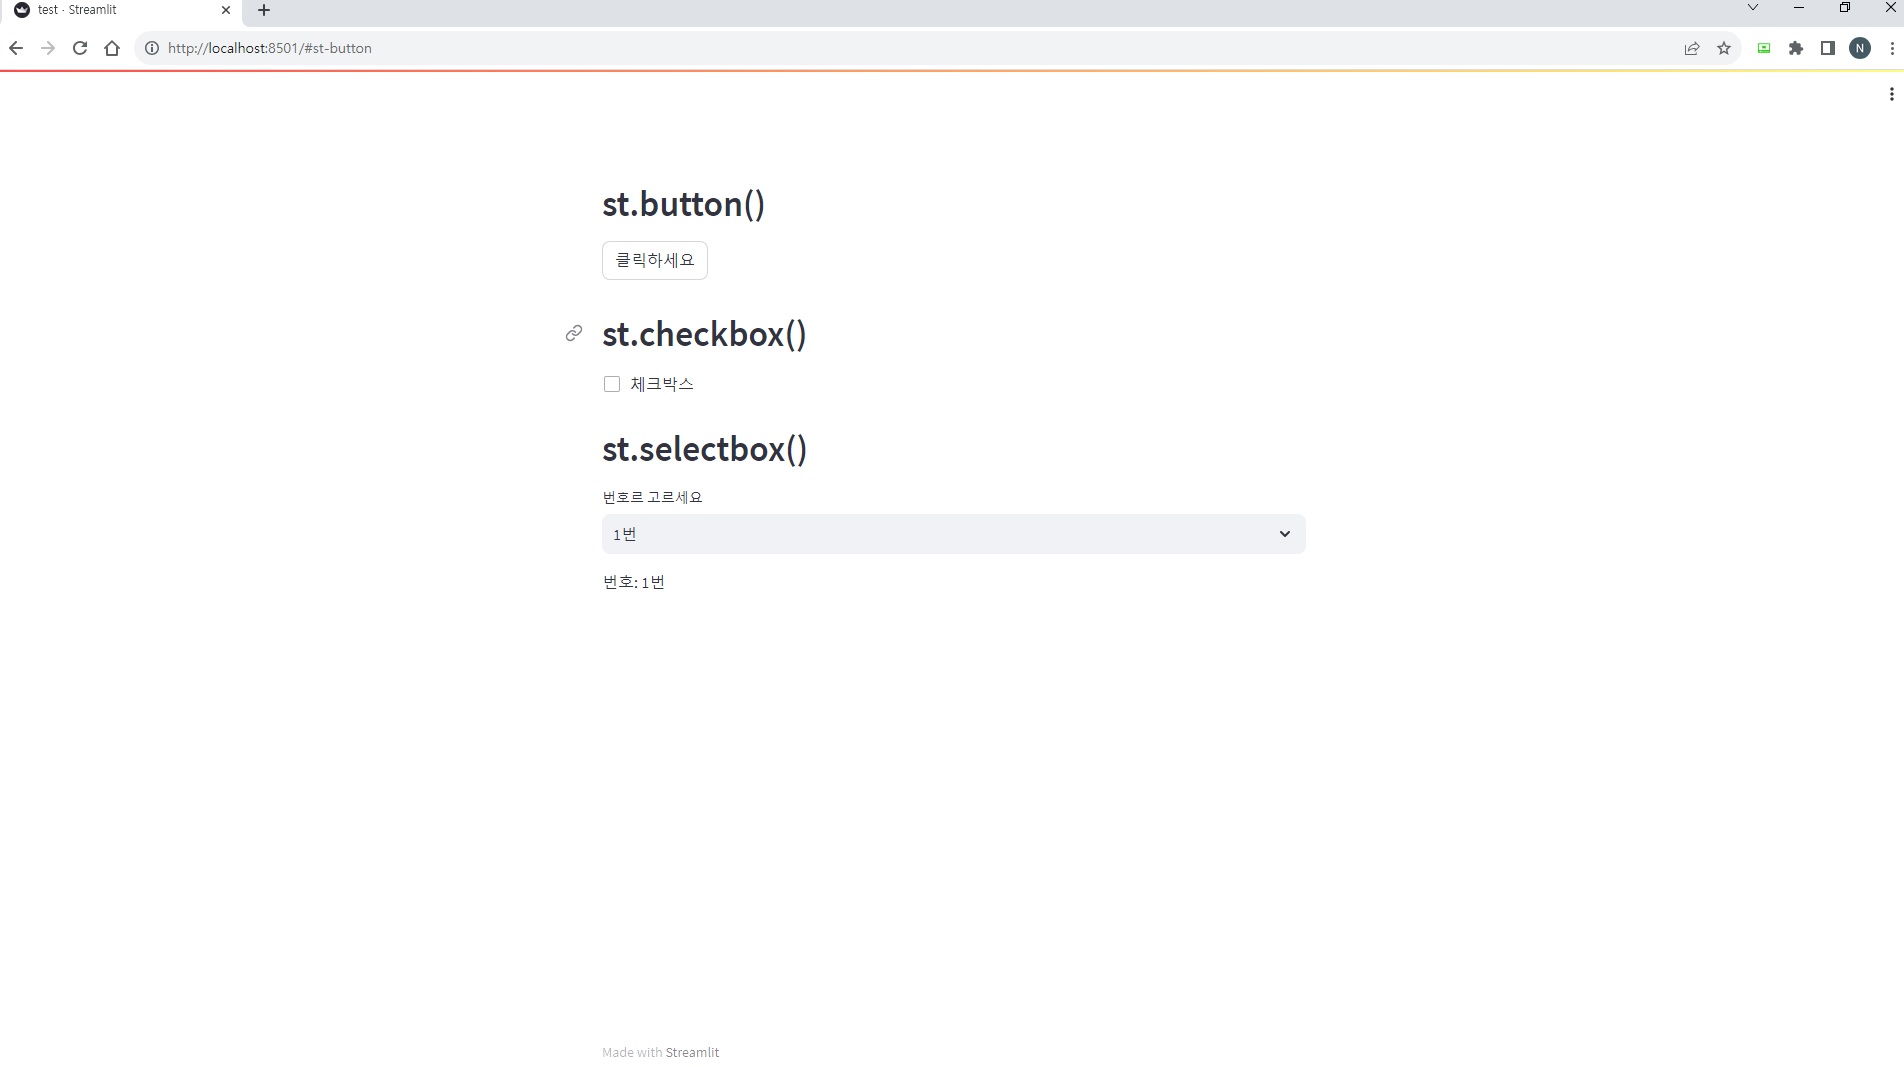 test · Streamlit
http://localhost:8501/#st-button
N
st.button()
클릭하세요
st.checkbox()
체크박스
st.selectbox()
번호르 고르세요
1번
번호: 1번
Made with Streamlit